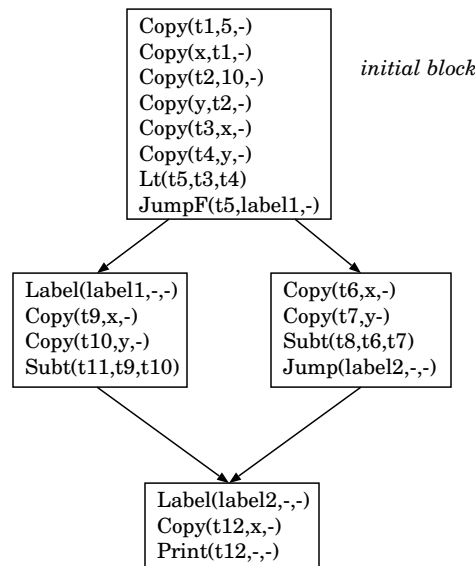 Copy(t1,5,-)
Copy(x,t1,-)
Copy(t2,10,-)
Copy(y,t2,-)
Copy(t3,x,-)
Copy(t4,y,-)
Lt(t5,t3,t4)
JumpF(t5,label1,-)
initial block
Label(label1,-,-)
Copy(t9,x,-)
Copy(t10,y,-)
Subt(t11,t9,t10)
Copy(t6,x,-)
Copy(t7,y-)
Subt(t8,t6,t7)
Jump(label2,-,-)
Label(label2,-,-)
Copy(t12,x,-)
Print(t12,-,-)